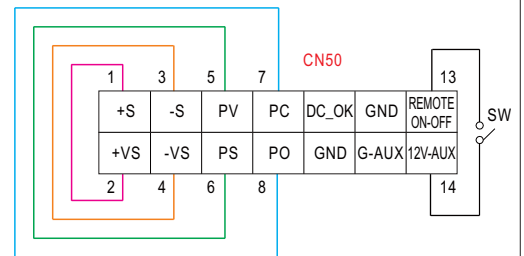 CN50
1 3 5 7 13
+S -S PV PC DC_OK GND REMOTE
ON-OFF
SW
+VS -VS PS PO GND G-AUX 12V-AUX
2 4 6 8 14